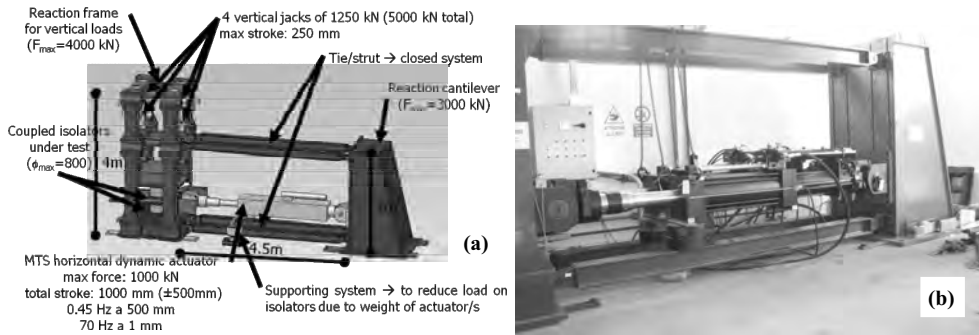 Reaction frame
for vertical loads
(Fmax=4000 kN)
4 vertical jacks of 1250 kN (5000 kN total)
max stroke: 250 mm
Tie/strut → closed system
Reaction cantilever
(Fmax=3000 kN)
Coupled isolators
under test
(ϕmax=800)
4m
4.5m
(a)
MTS horizontal dynamic actuator
max force: 1000 kN
total stroke: 1000 mm (±500mm)
0.45 Hz a 500 mm
70 Hz a 1 mm
Supporting system → to reduce load on
isolators due to weight of actuator/s
(b)